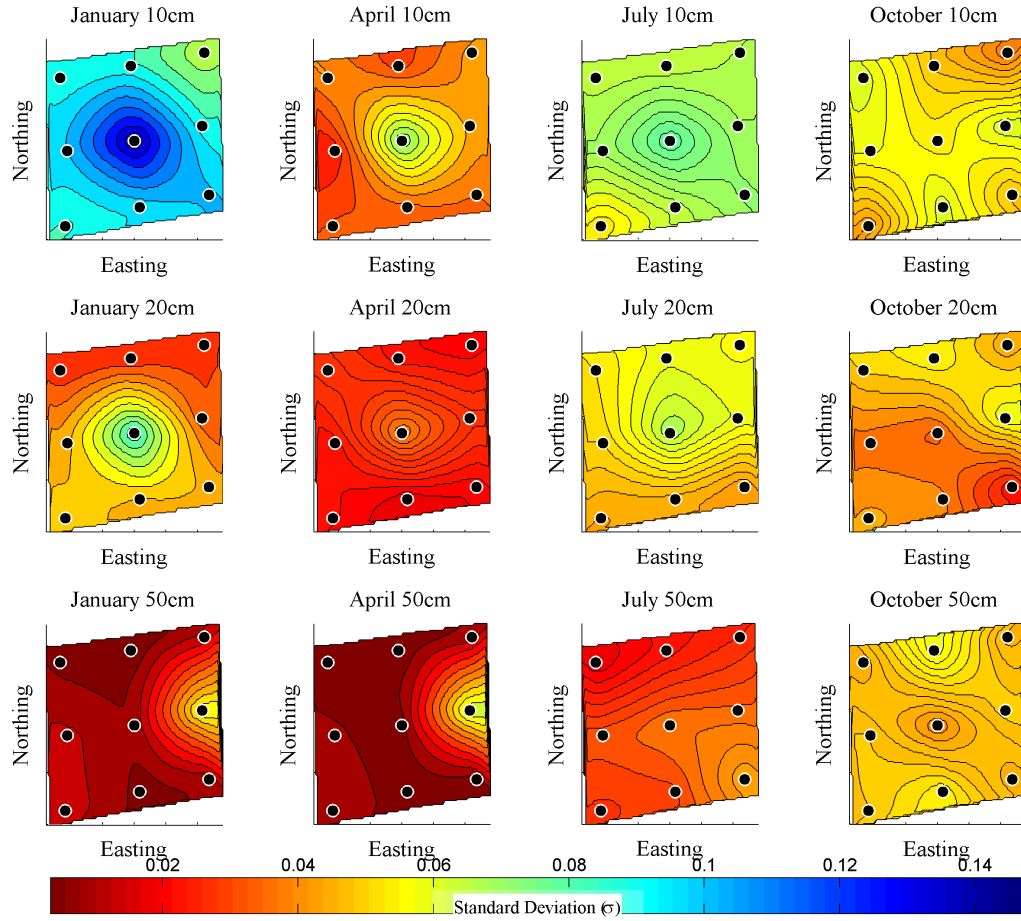 January 10cm April 10cm July 10cm October 10cm
Northing Northing Northing Northing
Easting Easting Easting Easting
January 20cm April 20cm July 20cm October 20cm
Northing Northing Northing Northing
Easting Easting Easting Easting
January 50cm April 50cm July 50cm October 50cm
Northing Northing Northing Northing
Easting Easting Easting Easting
0.02 0.04 0.06 0.08 0.1 0.12 0.14
Standard Deviation (σ)